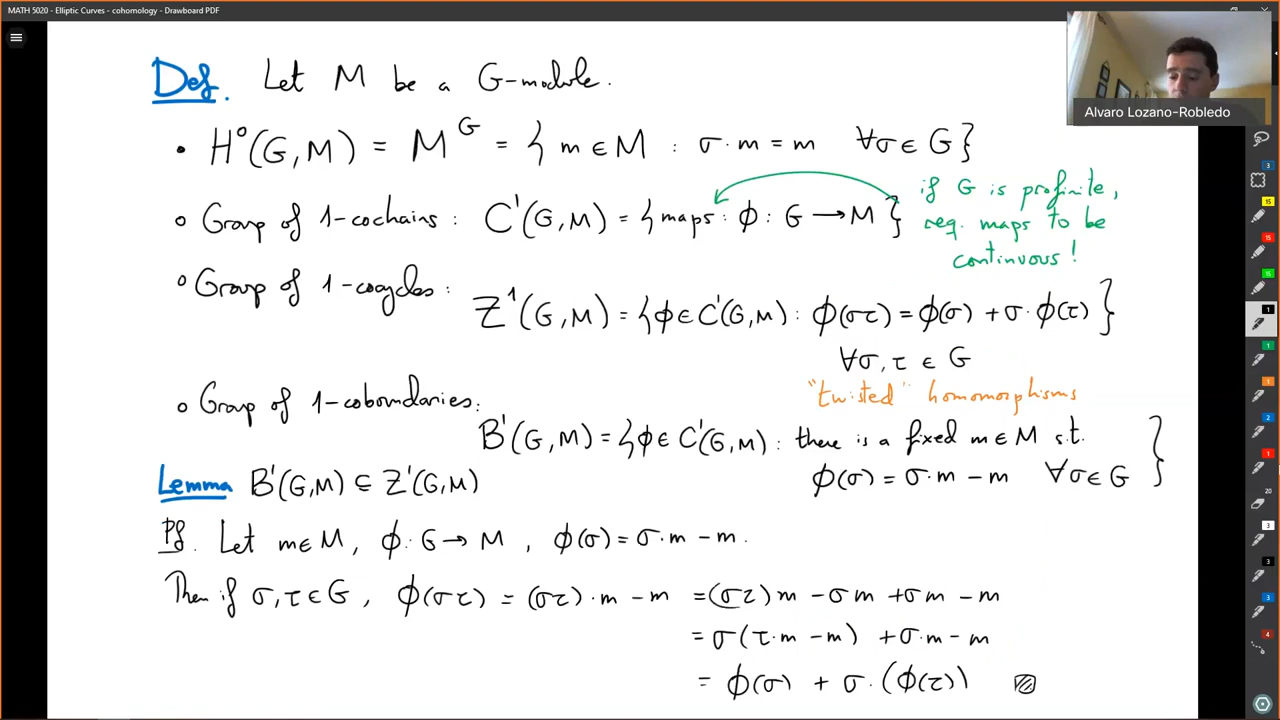 MATH 5020 - Elliptic Curves - cohomology - Drawboard PDF
Alvaro Lozano-Robledo
Def. Let M be a G-module.
• H⁰(G,M) = M^G = { m ∈ M : σ·m = m ∀σ ∈ G}
• Group of 1-cochains : C¹(G,M) = { maps : ϕ : G → M }
if G is profinite,
req. maps to be
continuous !
• Group of 1-cocycles :
Z¹(G,M) = {ϕ ∈ C¹(G,M) : ϕ(στ) = ϕ(σ) + σ·ϕ(τ) }
∀σ,τ ∈ G
"twisted" homomorphisms
• Group of 1-coboundaries :
B¹(G,M) = {ϕ ∈ C¹(G,M) : there is a fixed m ∈ M s.t.
ϕ(σ) = σ·m − m ∀σ ∈ G }
Lemma B¹(G,M) ⊆ Z¹(G,M)
Pf. Let m ∈ M, ϕ : G → M , ϕ(σ) = σ·m − m.
Then if σ,τ ∈ G, ϕ(στ) = (στ)·m − m = (στ)m − σm + σm − m
= σ(τ·m − m) + σ·m − m
= ϕ(σ) + σ·(ϕ(τ))